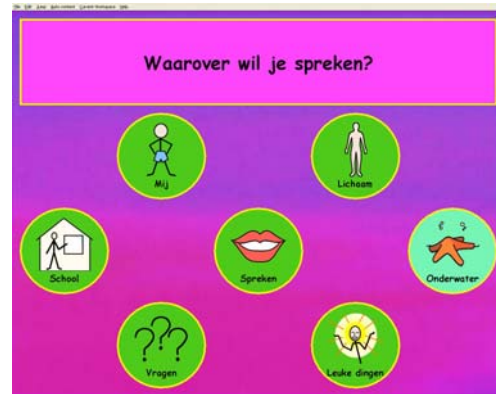 Waarover wil je spreken?
Mij
Lichaam
School
Spreken
Onderwater
Vragen
Leuke dingen